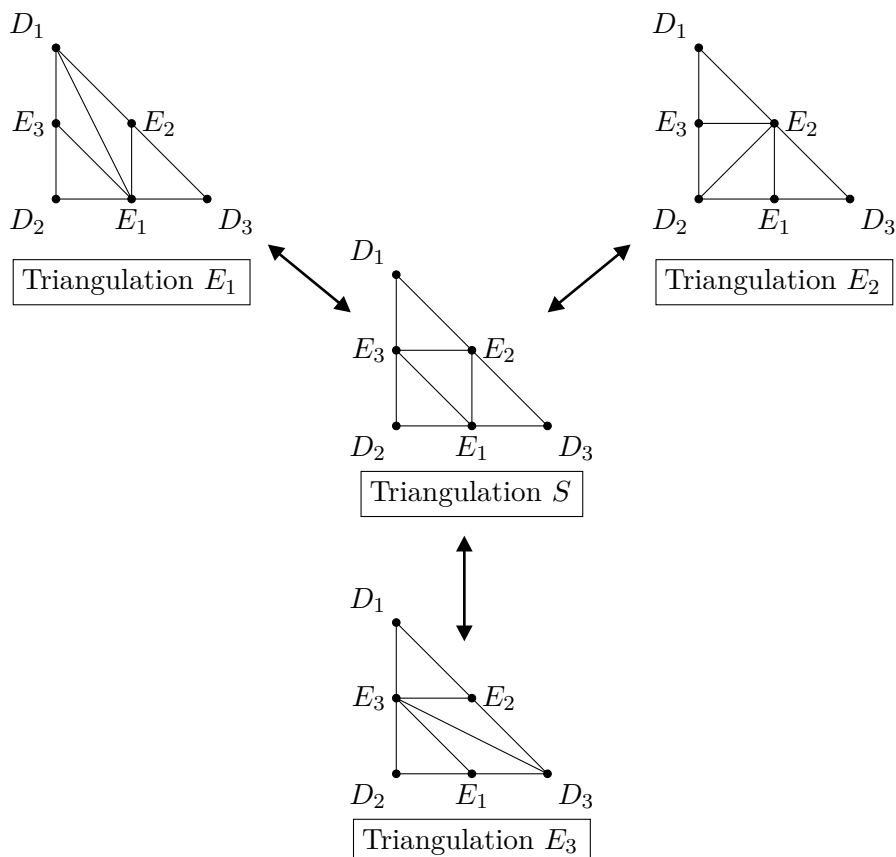 D₁
D₁
E₃
E₂
E₃
E₂
D₂
E₁
D₃
D₂
E₁
D₃
Triangulation E₁
Triangulation E₂
D₁
E₃
E₂
D₂
E₁
D₃
Triangulation S
D₁
E₃
E₂
D₂
E₁
D₃
Triangulation E₃